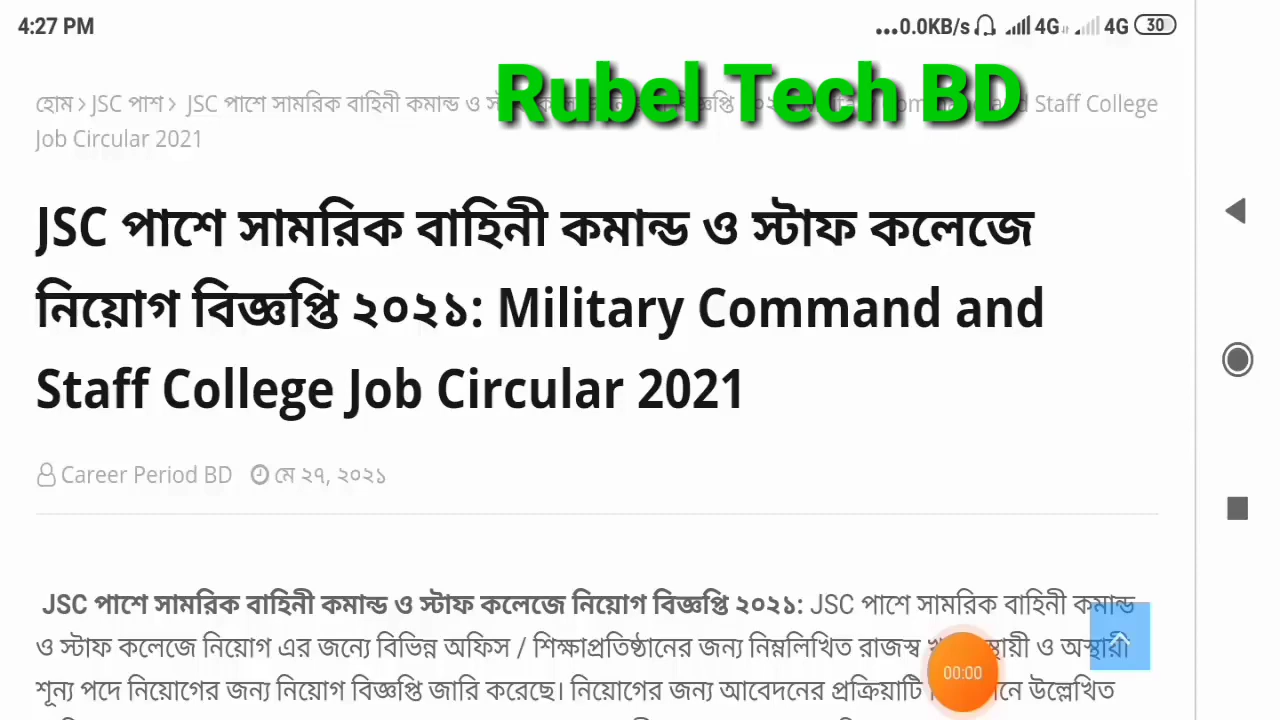 4:27 PM
...0.0KB/s 4G 4G 30
Rubel Tech BD
হোম › JSC পাশ › JSC পাশে সামরিক বাহিনী কমান্ড ও Staff College
Job Circular 2021
JSC পাশে সামরিক বাহিনী কমান্ড ও স্টাফ কলেজে
নিয়োগ বিজ্ঞপ্তি ২০২১: Military Command and
Staff College Job Circular 2021
Career Period BD মে ২৭, ২০২১
JSC পাশে সামরিক বাহিনী কমান্ড ও স্টাফ কলেজে নিয়োগ বিজ্ঞপ্তি ২০২১: JSC পাশে সামরিক বাহিনী কমান্ড
ও স্টাফ কলেজে নিয়োগ এর জন্যে বিভিন্ন অফিস / শিক্ষাপ্রতিষ্ঠানের জন্য নিম্নলিখিত রাজস্ব ও অস্থায়ী
শূন্য পদে নিয়োগের জন্য নিয়োগ বিজ্ঞপ্তি জারি করেছে। নিয়োগের জন্য আবেদনের প্রক্রিয়াটি উল্লেখিত
00:00